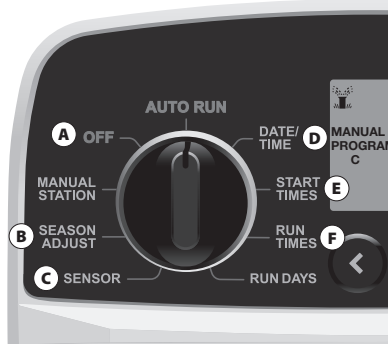 AUTO RUN
A
OFF
DATE/
TIME
D
MANUAL
PROGRAM
C
MANUAL
STATION
START
TIMES
E
B
SEASON
ADJUST
RUN
TIMES
F
C
SENSOR
RUN DAYS